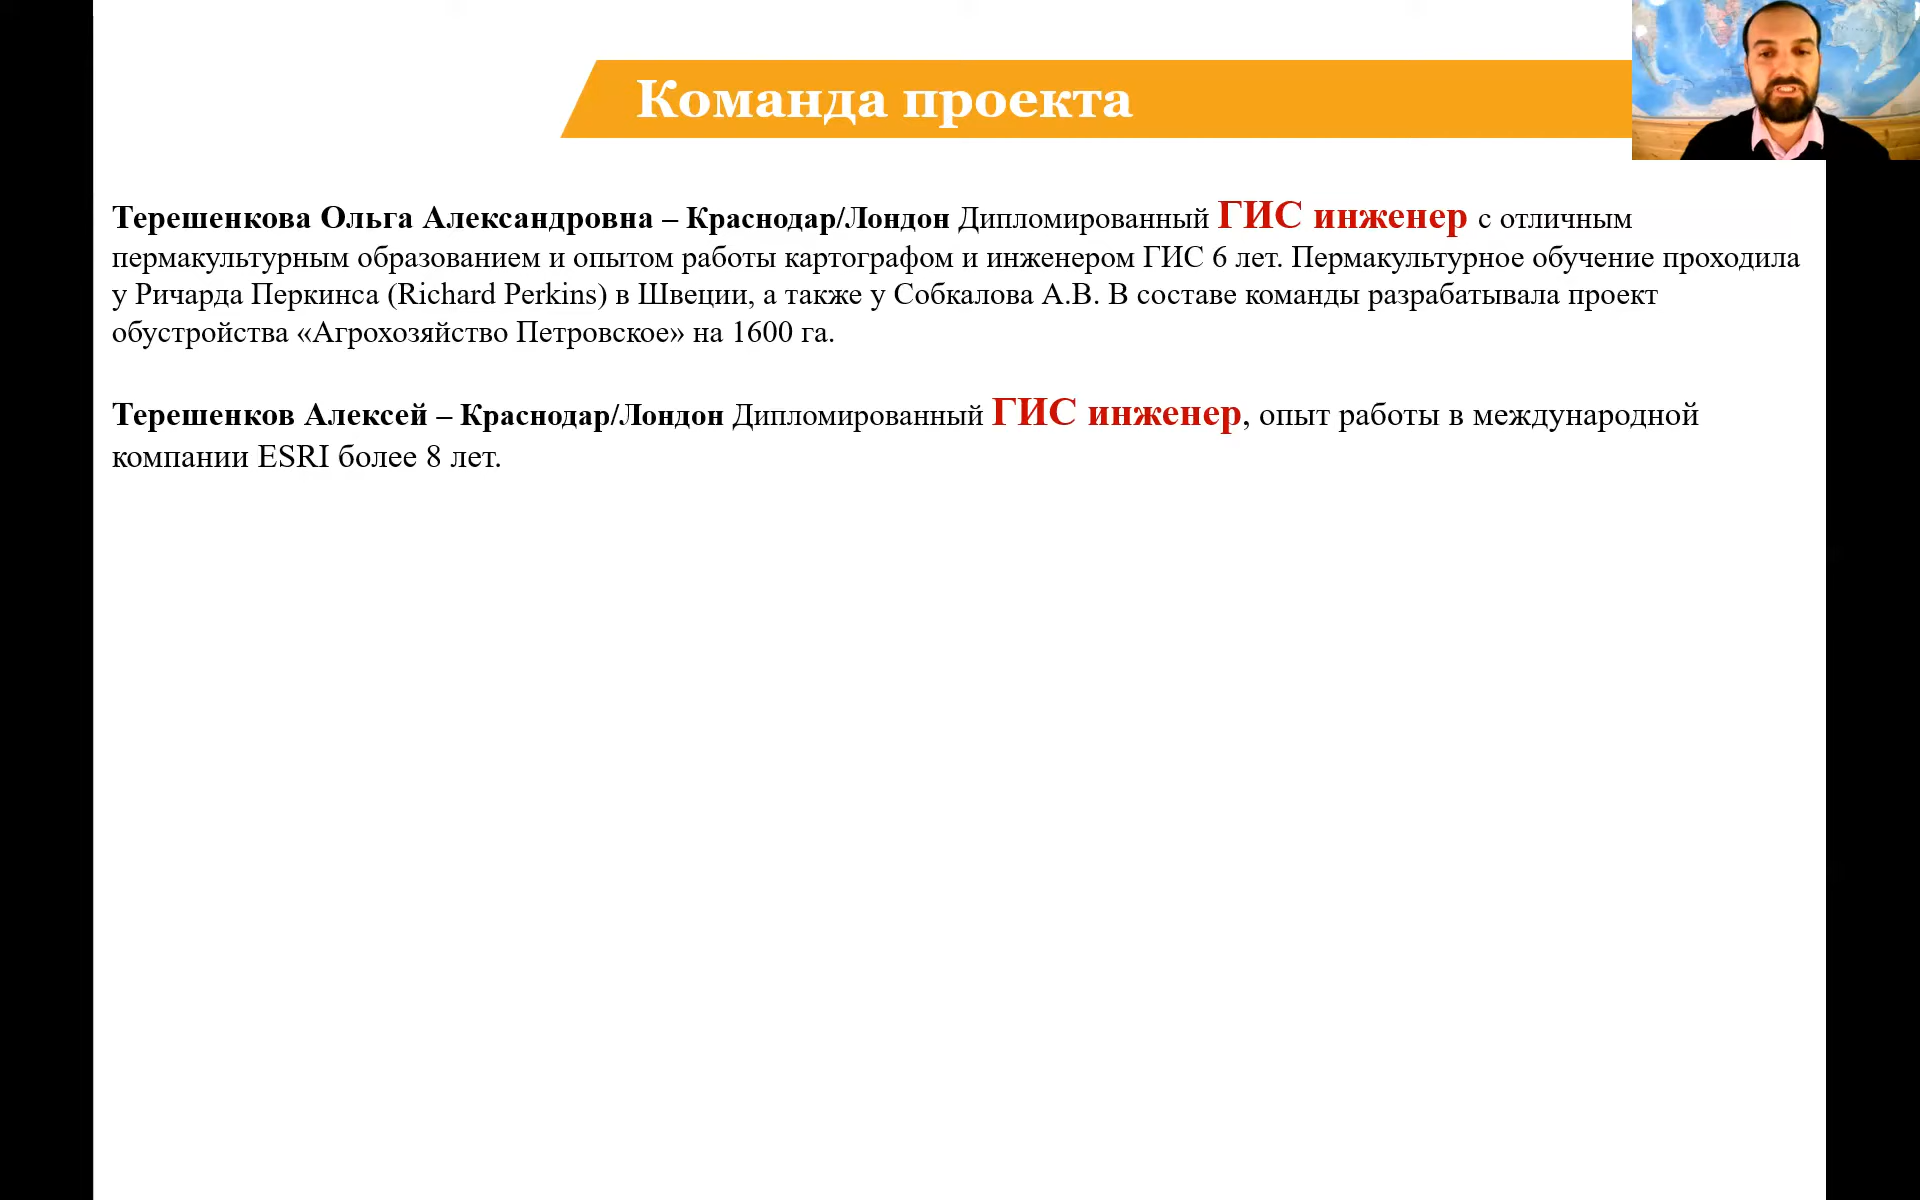 Команда проекта
Терешенкова Ольга Александровна – Краснодар/Лондон Дипломированный ГИС инженер с отличным
пермакультурным образованием и опытом работы картографом и инженером ГИС 6 лет. Пермакультурное обучение проходила
у Ричарда Перкинса (Richard Perkins) в Швеции, а также у Собкалова А.В. В составе команды разрабатывала проект
обустройства «Агрохозяйство Петровское» на 1600 га.
Терешенков Алексей – Краснодар/Лондон Дипломированный ГИС инженер, опыт работы в международной
компании ESRI более 8 лет.